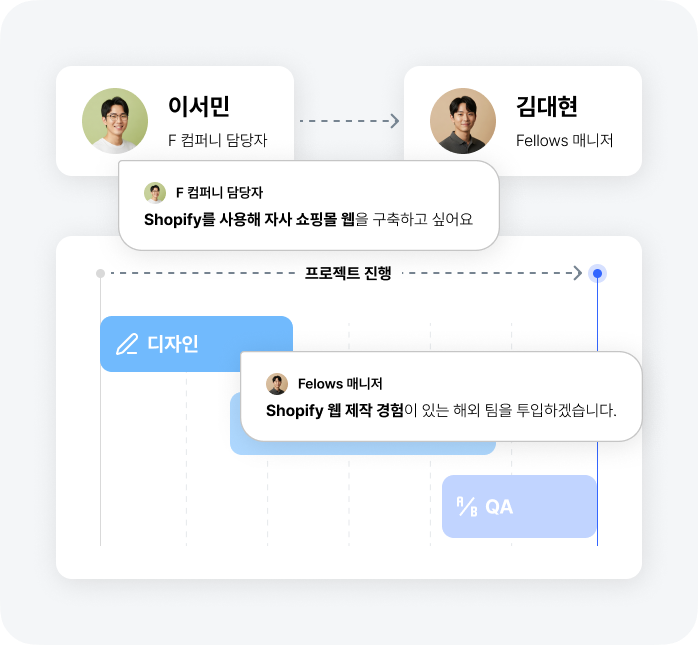 이서민
F 컴퍼니 담당자
김대현
Fellows 매니저
F 컴퍼니 담당자
Shopify를 사용해 자사 쇼핑몰 웹을 구축하고 싶어요
프로젝트 진행
디자인
Felows 매니저
Shopify 웹 제작 경험이 있는 해외 팀을 투입하겠습니다.
A/B QA